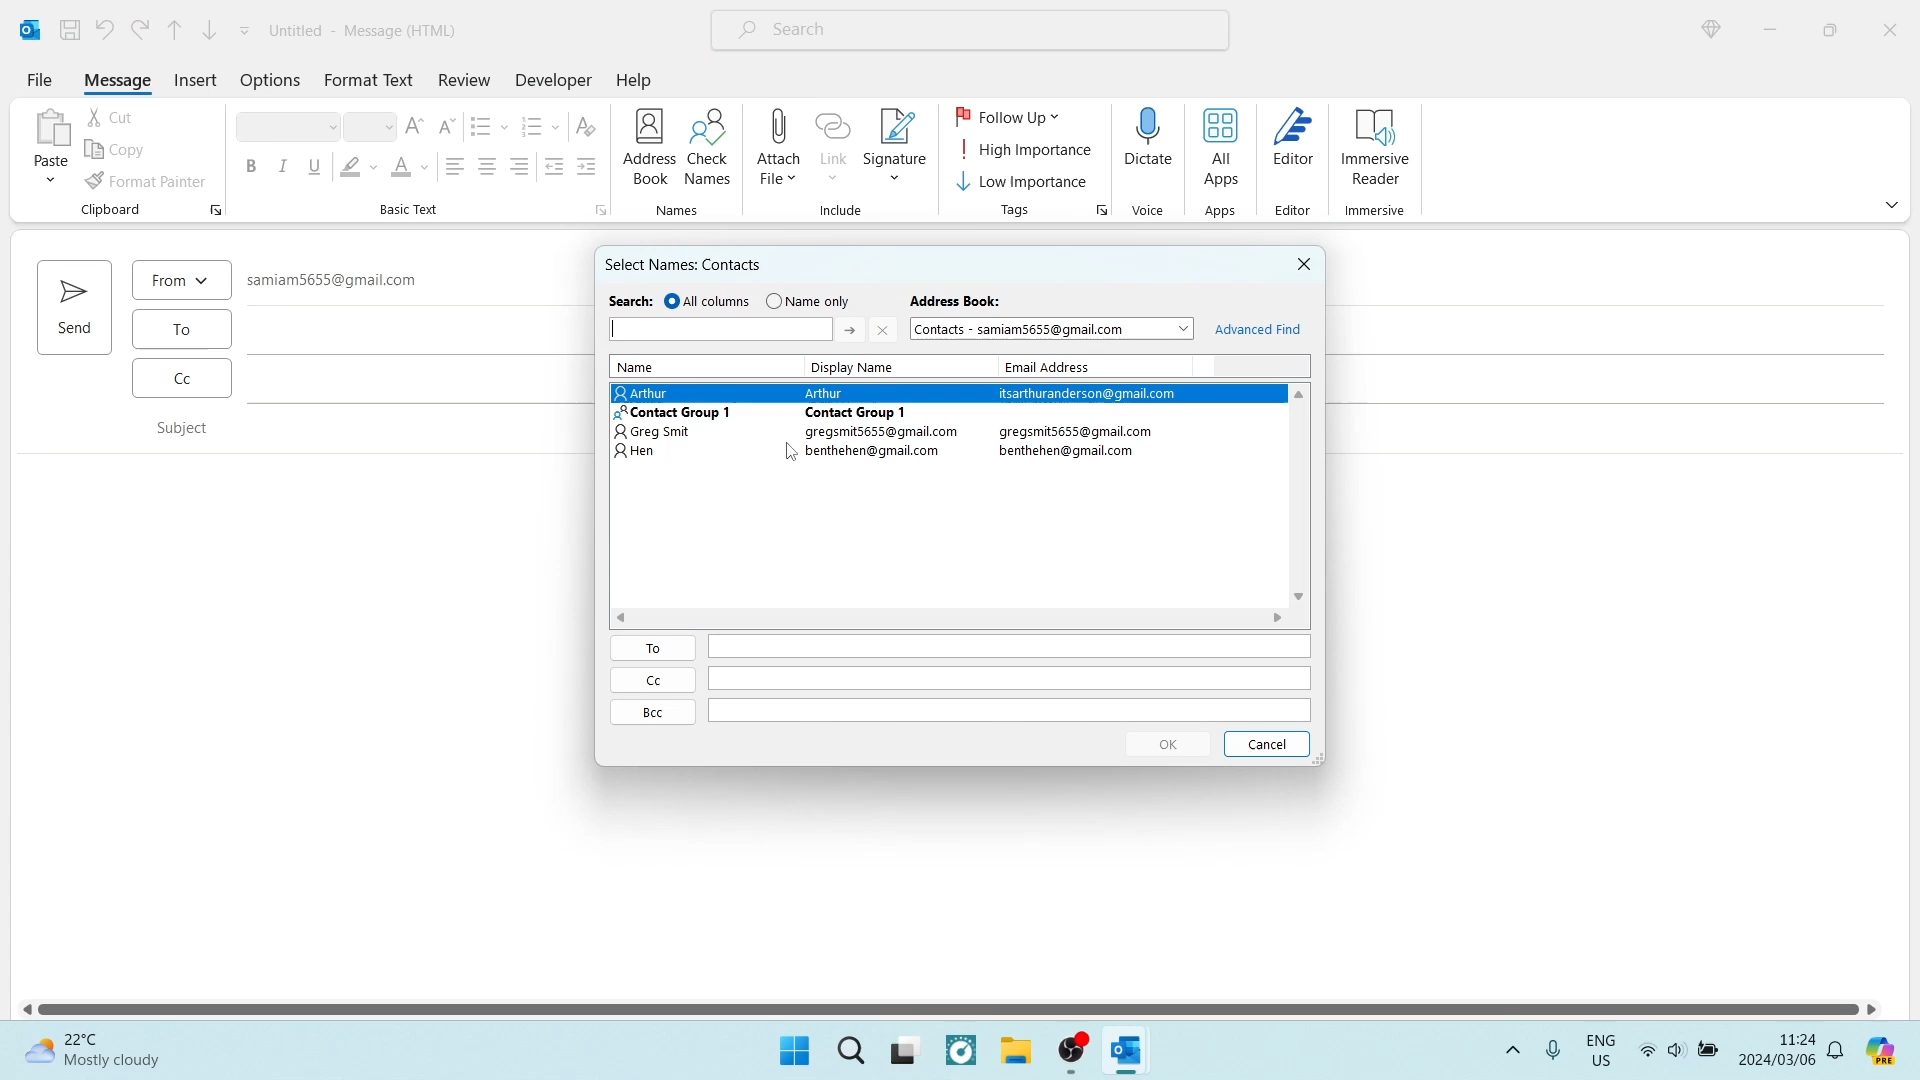 Untitled - Message (HTML)
Search
File Message Insert Options Format Text Review Developer Help
Paste
Cut
Copy
Format Painter
Clipboard
B I U A
Basic Text
Address Book
Check Names
Names
Attach File
Link
Signature
Include
Follow Up
High Importance
Low Importance
Tags
Dictate
Voice
All Apps
Apps
Editor
Editor
Immersive Reader
Immersive
Send
From samiam5655@gmail.com
To
Cc
Subject
Select Names: Contacts
Search: All columns Name only Address Book:
Contacts - samiam5655@gmail.com Advanced Find
Name Display Name Email Address
Arthur Arthur itsarthuranderson@gmail.com
Contact Group 1 Contact Group 1
Greg Smit gregsmit5655@gmail.com gregsmit5655@gmail.com
Hen benthehen@gmail.com benthehen@gmail.com
To
Cc
Bcc
OK Cancel
22°C
Mostly cloudy
ENG
US
11:24
2024/03/06
PRE